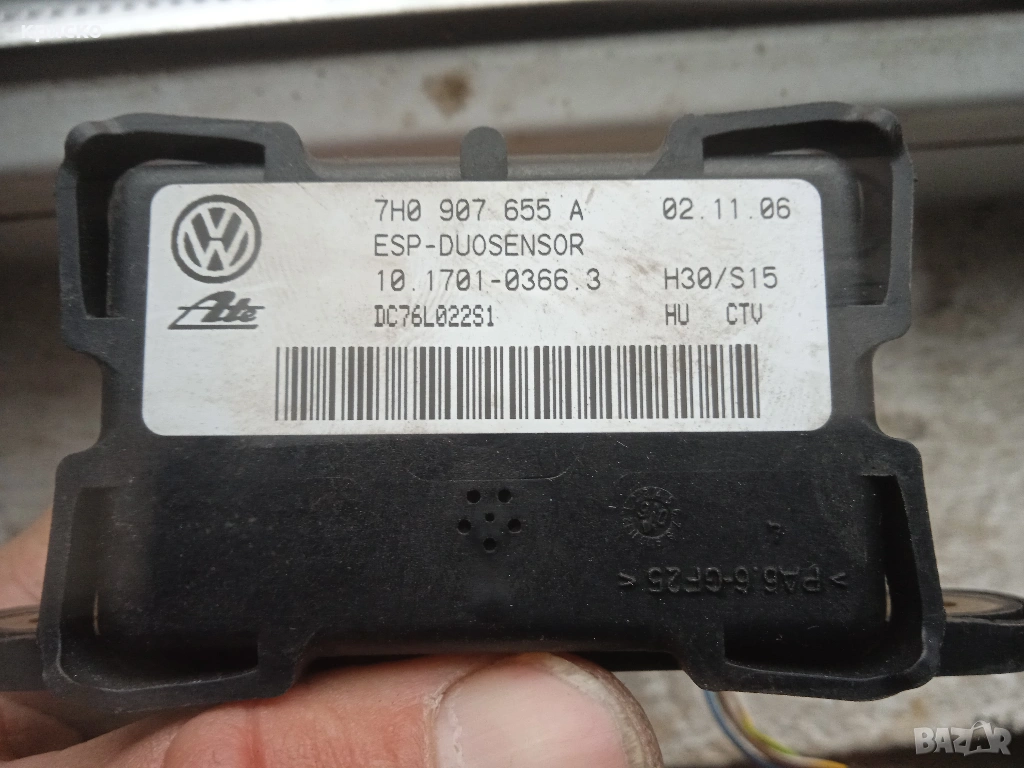 7H0 907 655 A 02.11.06
ESP-DUOSENSOR
10.1701-0366.3 H30/S15
DC76L022S1 HU CTV
Ate
>PA6.6-GF25<
BAZAR